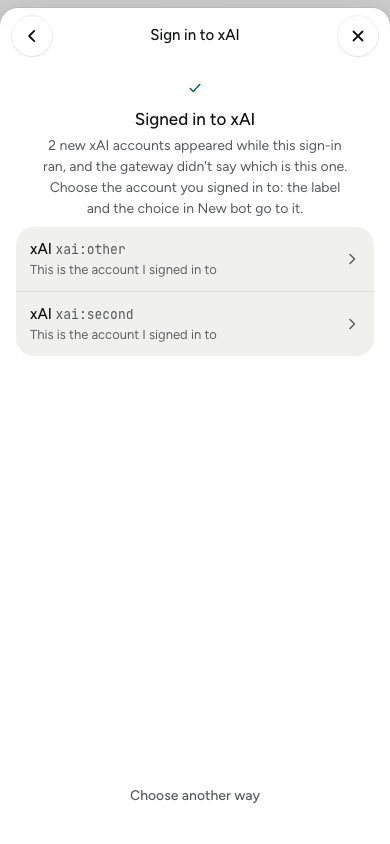 Sign in to xAI
Signed in to xAI
2 new xAI accounts appeared while this sign-in
ran, and the gateway didn't say which is this one.
Choose the account you signed in to: the label
and the choice in New bot go to it.
xAI xai:other
This is the account I signed in to
xAI xai:second
This is the account I signed in to
Choose another way